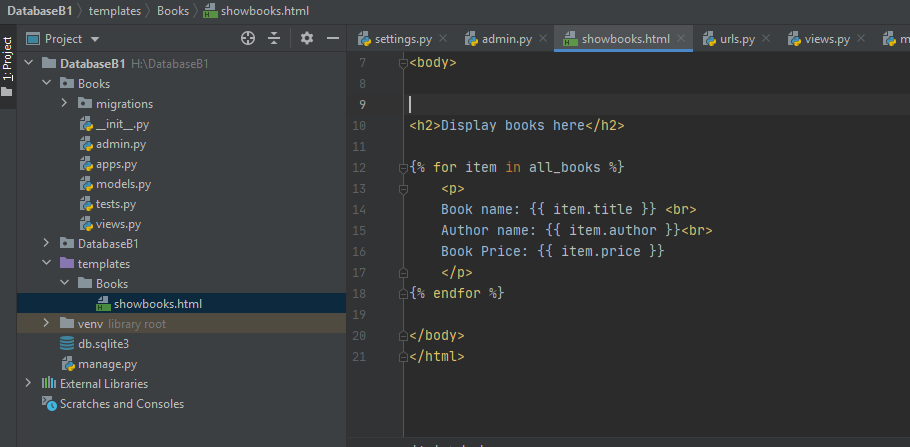 DatabaseB1 templates Books showbooks.html
1: Project
Project
settings.py admin.py showbooks.html urls.py views.py
DatabaseB1 H:\DatabaseB1
Books
migrations
__init__.py
admin.py
apps.py
models.py
tests.py
views.py
DatabaseB1
templates
Books
showbooks.html
venv library root
db.sqlite3
manage.py
External Libraries
Scratches and Consoles
7 <body>
8
9
10 <h2>Display books here</h2>
11
12 {% for item in all_books %}
13 <p>
14 Book name: {{ item.title }} <br>
15 Author name: {{ item.author }}<br>
16 Book Price: {{ item.price }}
17 </p>
18 {% endfor %}
19
20 </body>
21 </html>